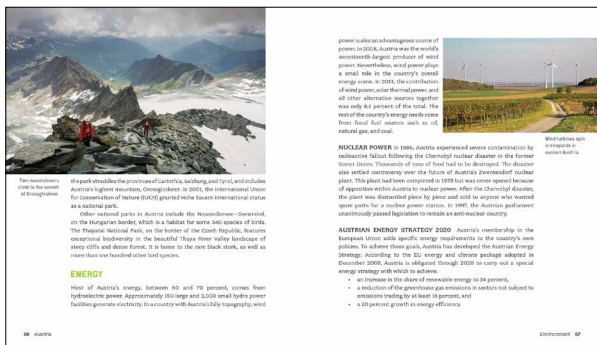 Two mountaineers
climb to the summit
of Grossglockner.
the park straddles the provinces of Carinthia, Salzburg, and Tyrol, and includes
Austria's highest mountain, Grossglockner. In 2001, the International Union
for Conservation of Nature (IUCN) granted Hohe Tauern international status
as a national park.
Other national parks in Austria include the Neusiedersee—Seewinkel,
on the Hungarian border, which is a habitat for some 340 species of birds.
The Thayatal National Park, on the border of the Czech Republic, features
exceptional biodiversity in the beautiful Thaya River Valley landscape of
steep cliffs and dense forest. It is home to the rare black stork, as well as
more than one hundred other bird species.
ENERGY
Most of Austria's energy, between 60 and 70 percent, comes from
hydroelectric power. Approximately 150 large and 3,000 small hydro power
facilities generate electricity. In a country with Austria's hilly topography, wind
56 Austria
power is also an advantageous source of
power. In 2008, Austria was the world's
seventeenth-largest producer of wind
power. Nevertheless, wind power plays
a small role in the country's overall
energy scene. In 2013, the contribution
of wind power, solar thermal power, and
all other alternative sources together
was only 8.1 percent of the total. The
rest of the country's energy needs come
from fossil fuel sources such as oil,
natural gas, and coal.
Wind turbines spin
in vineyards in
eastern Austria.
NUCLEAR POWER In 1986, Austria experienced severe contamination by
radioactive fallout following the Chernobyl nuclear disaster in the former
Soviet Union. Thousands of tons of food had to be destroyed. The disaster
also settled controversy over the future of Austria's Zwentendorf nuclear
plant. This plant had been completed in 1978 but was never opened because
of opposition within Austria to nuclear power. After the Chernobyl disaster,
the plant was dismantled piece by piece and sold to anyone who wanted
spare parts for a nuclear power station. In 1997, the Austrian parliament
unanimously passed legislation to remain an anti-nuclear country.
AUSTRIAN ENERGY STRATEGY 2020 Austria's membership in the
European Union adds specific energy requirements to the country's own
policies. To achieve those goals, Austria has developed the Austrian Energy
Strategy. According to the EU energy and climate package adopted in
December 2008, Austria is obligated through 2020 to carry out a special
energy strategy with which to achieve:
• an increase in the share of renewable energy to 34 percent,
• a reduction of the greenhouse gas emissions in sectors not subject to
emissions trading by at least 16 percent, and
• a 20 percent growth in energy efficiency.
Environment 57